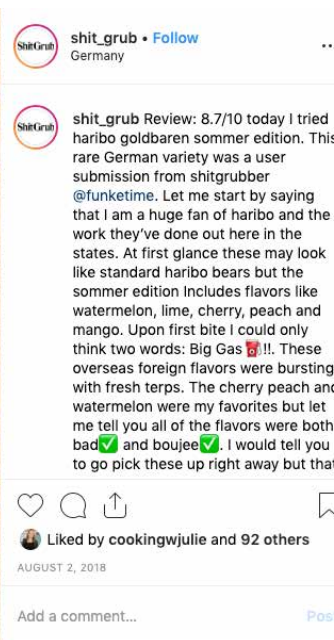 shit_grub • Follow
Germany
ShitGrub
ShitGrub
shit_grub Review: 8.7/10 today I tried
haribo goldbaren sommer edition. This
rare German variety was a user
submission from shitgrubber
@funketime. Let me start by saying
that I am a huge fan of haribo and the
work they’ve done out here in the
states. At first glance these may look
like standard haribo bears but the
sommer edition Includes flavors like
watermelon, lime, cherry, peach and
mango. Upon first bite I could only
think two words: Big Gas⛽️!!. These
overseas foreign flavors were bursting
with fresh terps. The cherry peach and
watermelon were my favorites but let
me tell you all of the flavors were both
bad✅ and boujee✅. I would tell you
to go pick these up right away but that
Liked by cookingwjulie and 92 others
AUGUST 2, 2018
Add a comment...
Pos